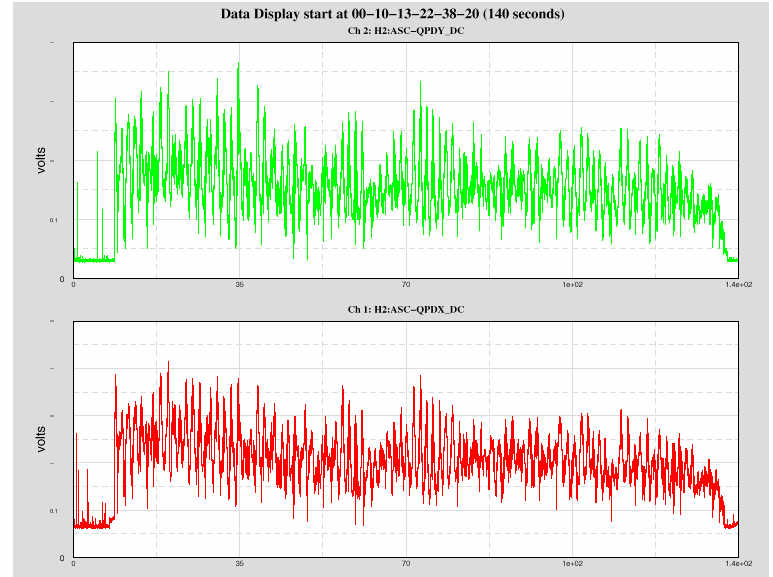 Data Display start at 00−10−13−22−38−20 (140 seconds)
Ch 2: H2:ASC−QPDY_DC
volts
0.1
0
0 35 70 1e+02 1.4e+02
Ch 1: H2:ASC−QPDX_DC
volts
0.1
0
0 35 70 1e+02 1.4e+02